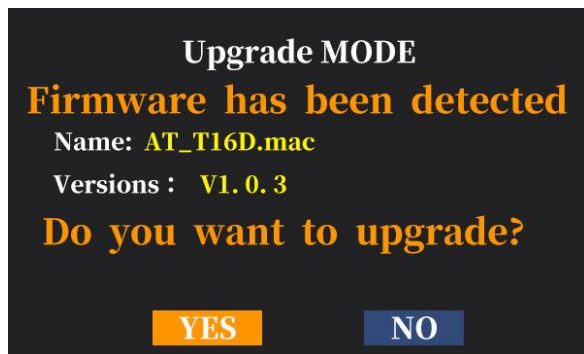 Upgrade MODE
Firmware has been detected
Name: AT_T16D.mac
Versions: V1.0.3
Do you want to upgrade?
YES NO